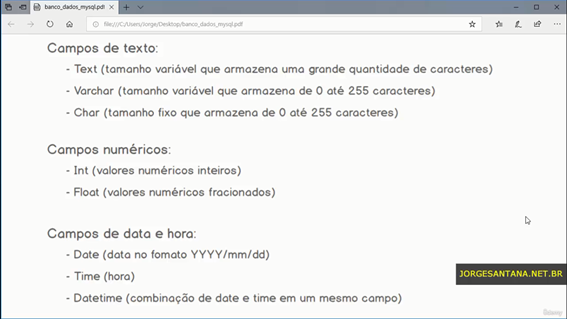 banco_dados_mysql.pdf
file:///C:/Users/Jorge/Desktop/banco_dados_mysql.pdf
Campos de texto:
- Text (tamanho variável que armazena uma grande quantidade de caracteres)
- Varchar (tamanho variável que armazena de 0 até 255 caracteres)
- Char (tamanho fixo que armazena de 0 até 255 caracteres)
Campos numéricos:
- Int (valores numéricos inteiros)
- Float (valores numéricos fracionados)
Campos de data e hora:
- Date (data no fomato YYYY/mm/dd)
- Time (hora)
- Datetime (combinação de date e time em um mesmo campo)
JORGESANTANA.NET.BR
Udemy